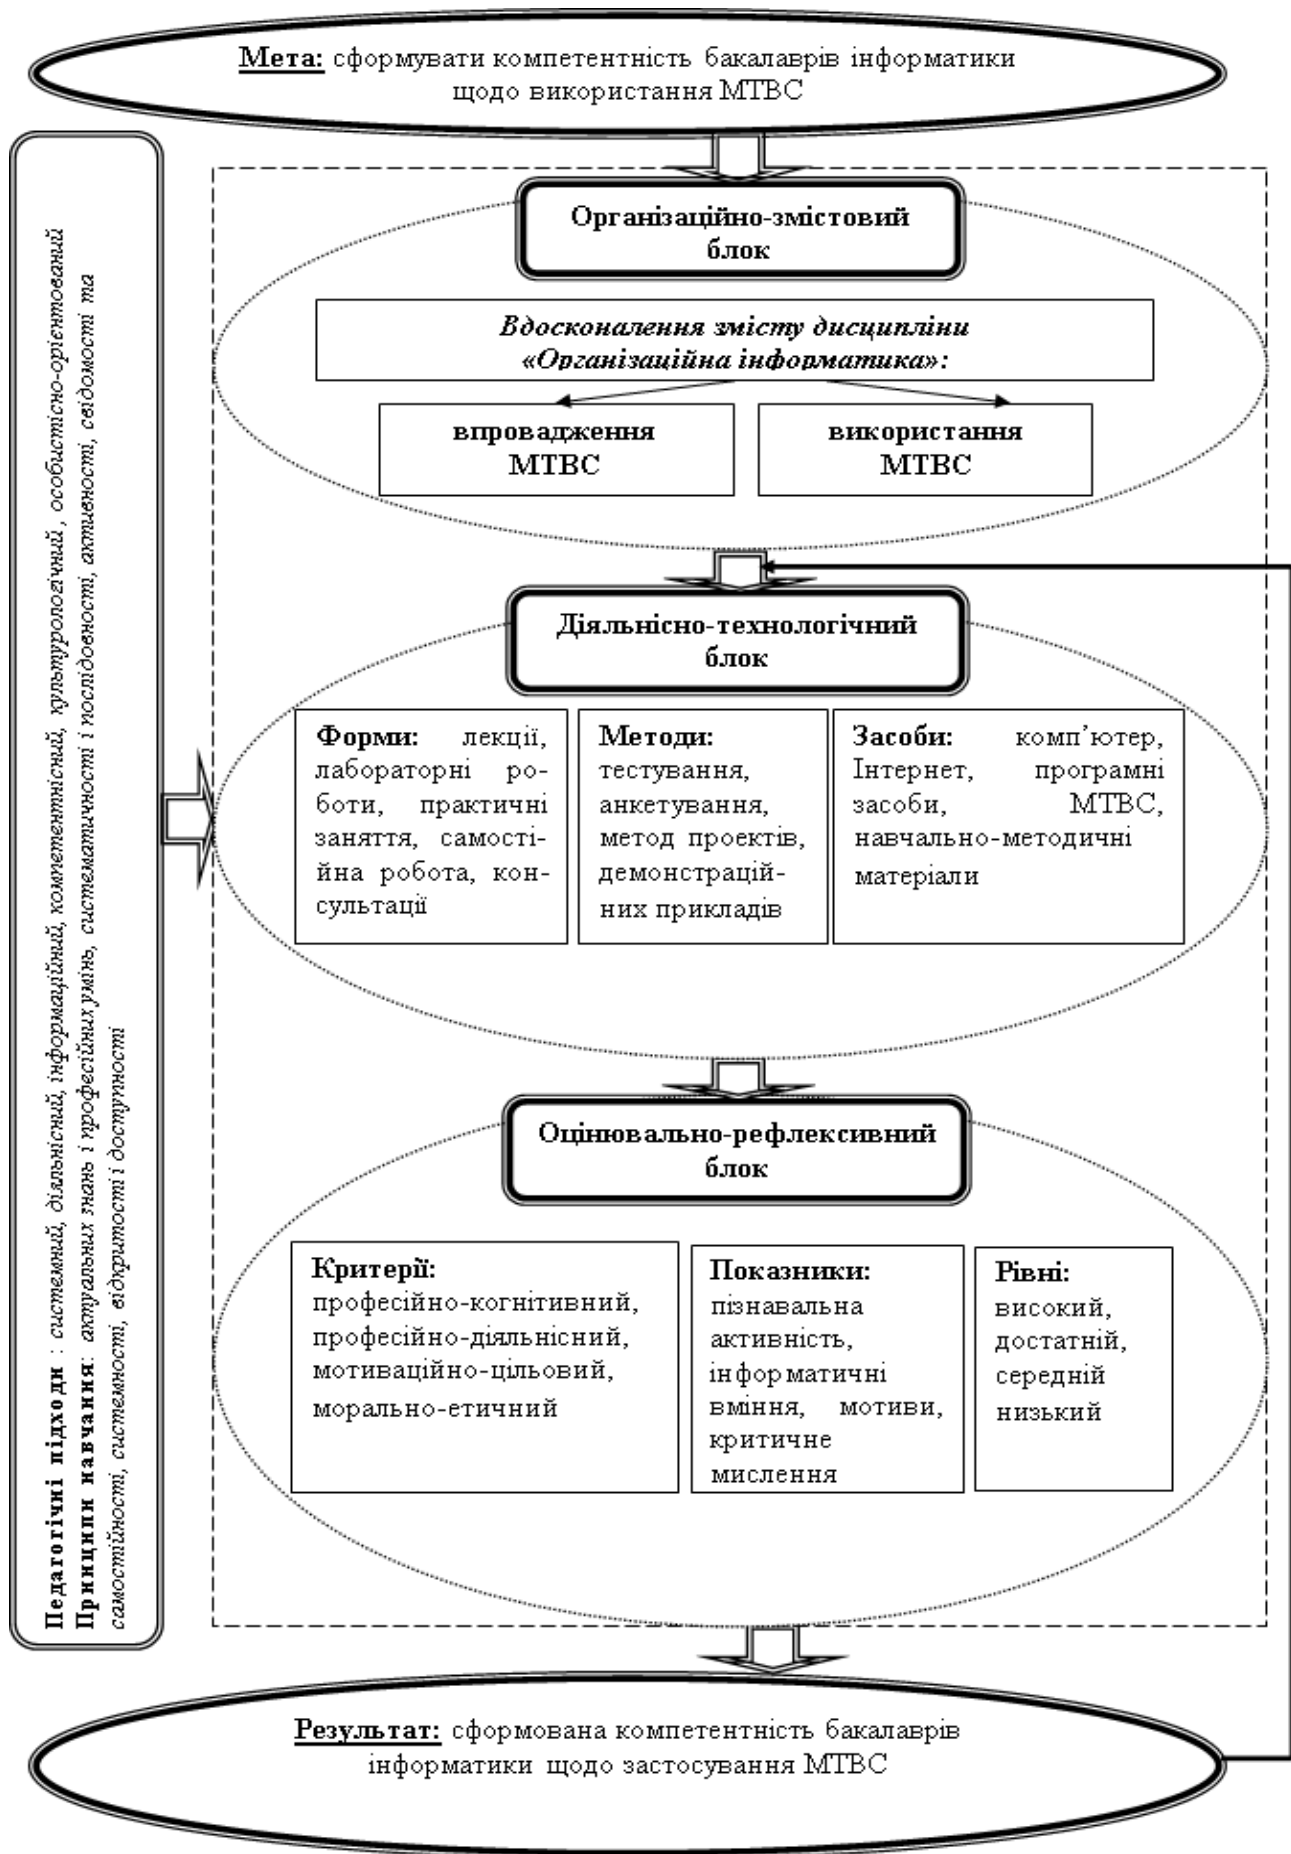 Мета: сформувати компетентність бакалаврів інформатики
щодо використання МТВС
Педагогічні підходи : системний, діяльнісний, інформаційний, компетентнісний, культурологічний , особистісно-орієнтований
Принципи навчання: актуальних знань і професійних умінь, систематичності і послідовності, активності, свідомості та
самостійності, системності, відкритості і доступності
Організаційно-змістовий
блок
Вдосконалення змісту дисципліни
«Організаційна інформатика»:
впровадження
МТВС
використання
МТВС
Діяльнісно-технологічний
блок
Форми: лекції,
лабораторні ро-
боти, практичні
заняття, самості-
йна робота, кон-
сультації
Методи:
тестування,
анкетування,
метод проектів,
демонстрацій-
них прикладів
Засоби: комп’ютер,
Інтернет, програмні
засоби, МТВС,
навчально-методичні
матеріали
Оцінювально-рефлексивний
блок
Критерії:
професійно-когнітивний,
професійно-діяльнісний,
мотиваційно-цільовий,
морально-етичний
Показники:
пізнавальна
активність,
інформатичні
вміння, мотиви,
критичне
мислення
Рівні:
високий,
достатній,
середній
низький
Результат: сформована компетентність бакалаврів
інформатики щодо застосування МТВС